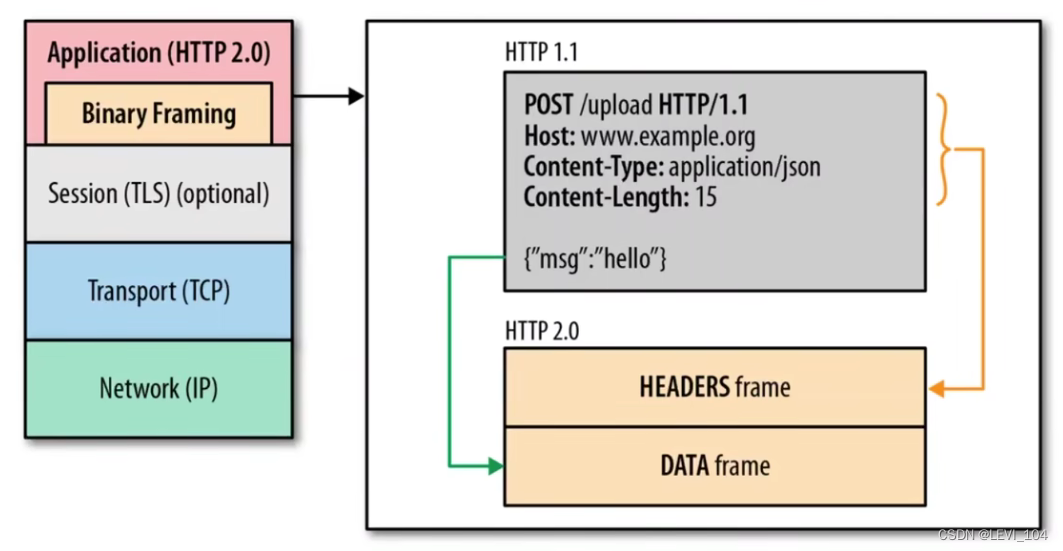 Application (HTTP 2.0)
Binary Framing
Session (TLS) (optional)
Transport (TCP)
Network (IP)
HTTP 1.1
POST /upload HTTP/1.1
Host: www.example.org
Content-Type: application/json
Content-Length: 15
{"msg":"hello"}
HTTP 2.0
HEADERS frame
DATA frame
CSDN @LEVI_104